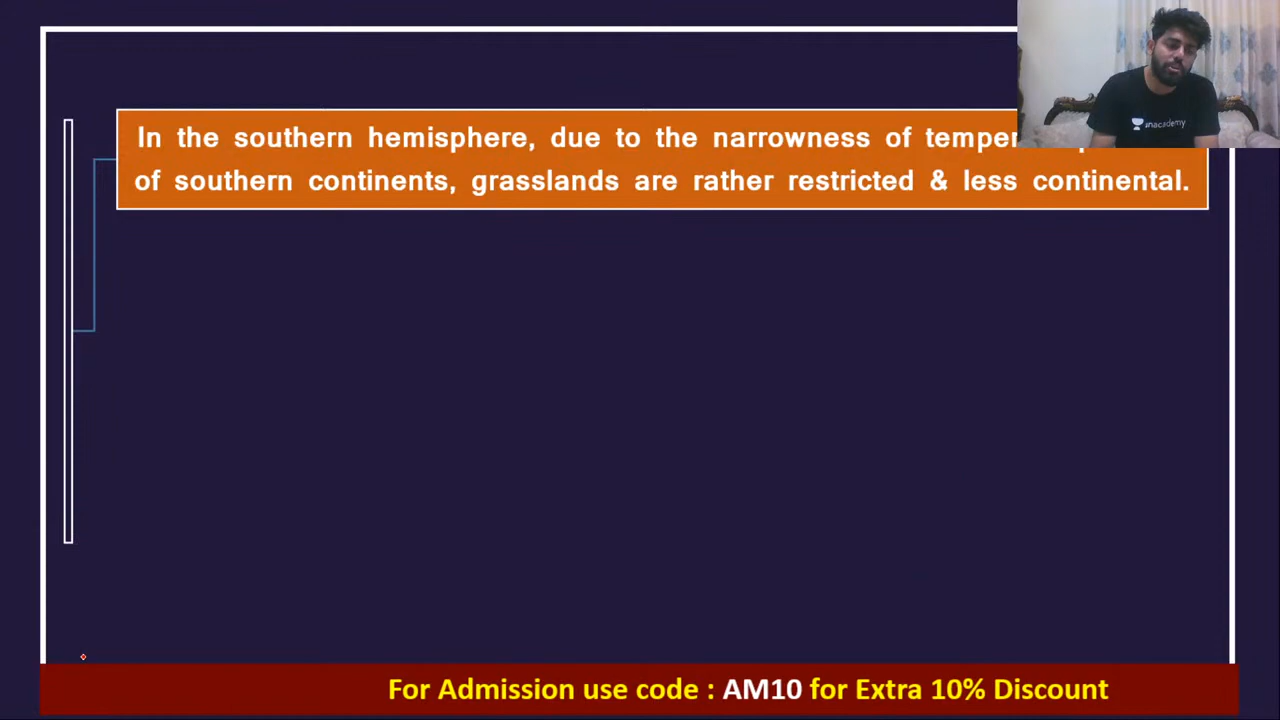 In the southern hemisphere, due to the narrowness of
of southern continents, grasslands are rather restricted & less continental.
unacademy
For Admission use code : AM10 for Extra 10% Discount